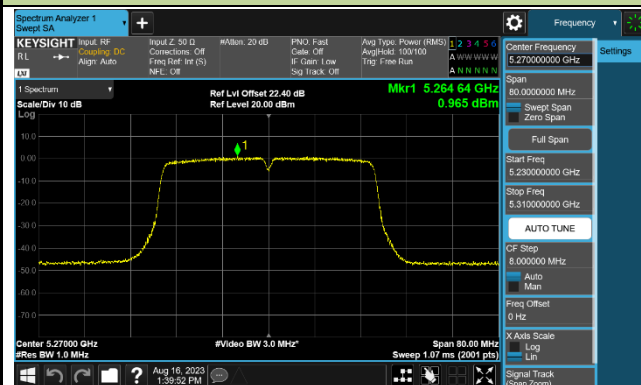 Spectrum Analyzer 1
Swept SA
Frequency
KEYSIGHT
RL
LXI
Input: RF
Coupling: DC
Align: Auto
Input Z: 50 Ω
Corrections: Off
Freq Ref: Int (S)
NFE: Off
#Atten: 20 dB
PNO: Fast
Gate: Off
IF Gain: Low
Sig Track: Off
Avg Type: Power (RMS)
Avg|Hold: 100/100
Trig: Free Run
1 2 3 4 5 6
A W W W W W
A N N N N N
1 Spectrum
Scale/Div 10 dB
Log
Ref Lvl Offset 22.40 dB
Ref Level 20.00 dBm
Mkr1 5.264 64 GHz
0.965 dBm
1
10.0
0.00
-10.0
-20.0
-30.0
-40.0
-50.0
-60.0
-70.0
Center 5.27000 GHz
#Res BW 1.0 MHz
#Video BW 3.0 MHz*
Span 80.00 MHz
Sweep 1.07 ms (2001 pts)
Aug 16, 2023
1:39:52 PM
Center Frequency
5.270000000 GHz
Settings
Span
80.0000000 MHz
Swept Span
Zero Span
Full Span
Start Freq
5.230000000 GHz
Stop Freq
5.310000000 GHz
AUTO TUNE
CF Step
8.000000 MHz
Auto
Man
Freq Offset
0 Hz
X Axis Scale
Log
Lin
Signal Track
(Span Zoom)